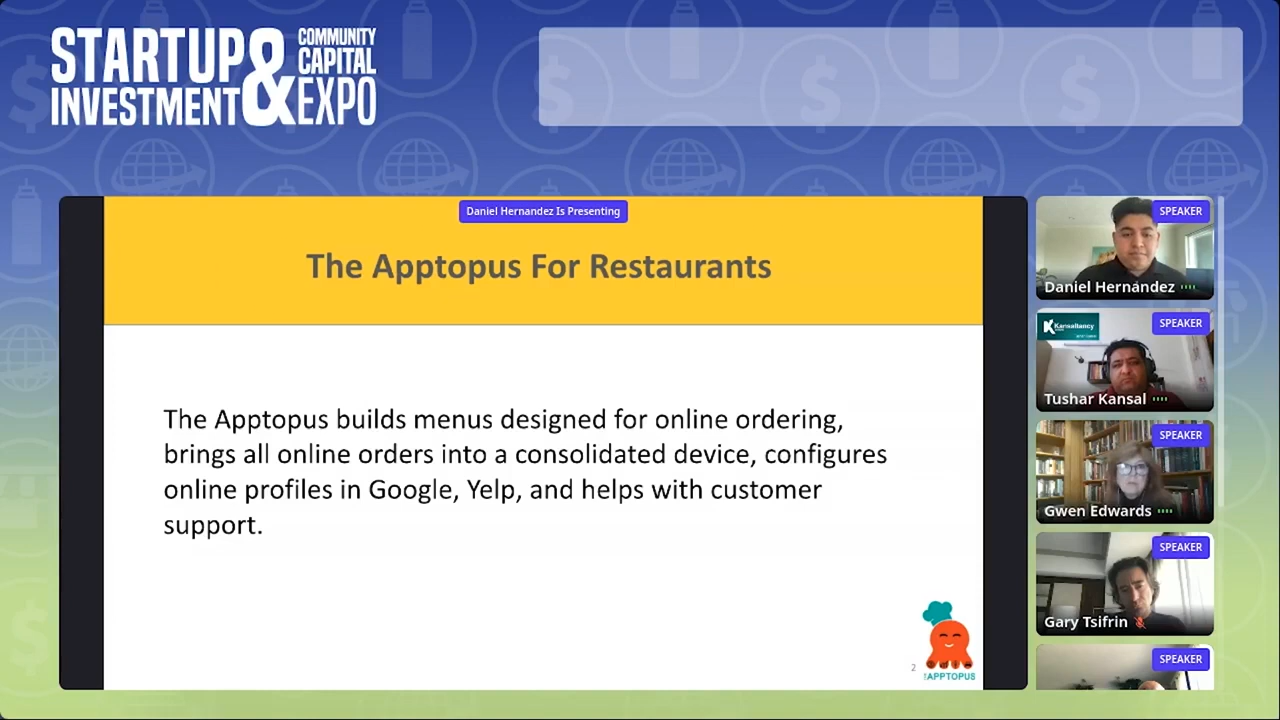 STARTUP & COMMUNITY CAPITAL
INVESTMENT EXPO
Daniel Hernandez Is Presenting
The Apptopus For Restaurants
The Apptopus builds menus designed for online ordering,
brings all online orders into a consolidated device, configures
online profiles in Google, Yelp, and helps with customer
support.
2
THE APPTOPUS
SPEAKER
Daniel Hernandez
Kansaltancy
SPEAKER
Tushar Kansal
SPEAKER
Gwen Edwards
SPEAKER
Gary Tsifrin
SPEAKER